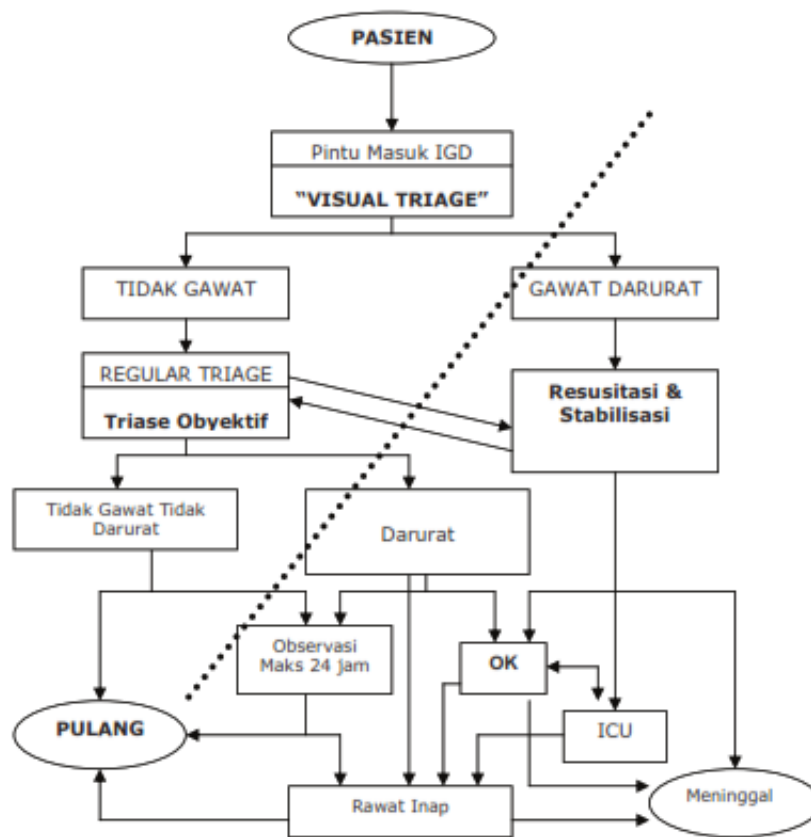 PASIEN
Pintu Masuk IGD
“VISUAL TRIAGE”
TIDAK GAWAT
GAWAT DARURAT
REGULAR TRIAGE
Triase Obyektif
Resusitasi &
Stabilisasi
Tidak Gawat Tidak
Darurat
Darurat
Observasi
Maks 24 jam
OK
PULANG
ICU
Rawat Inap
Meninggal